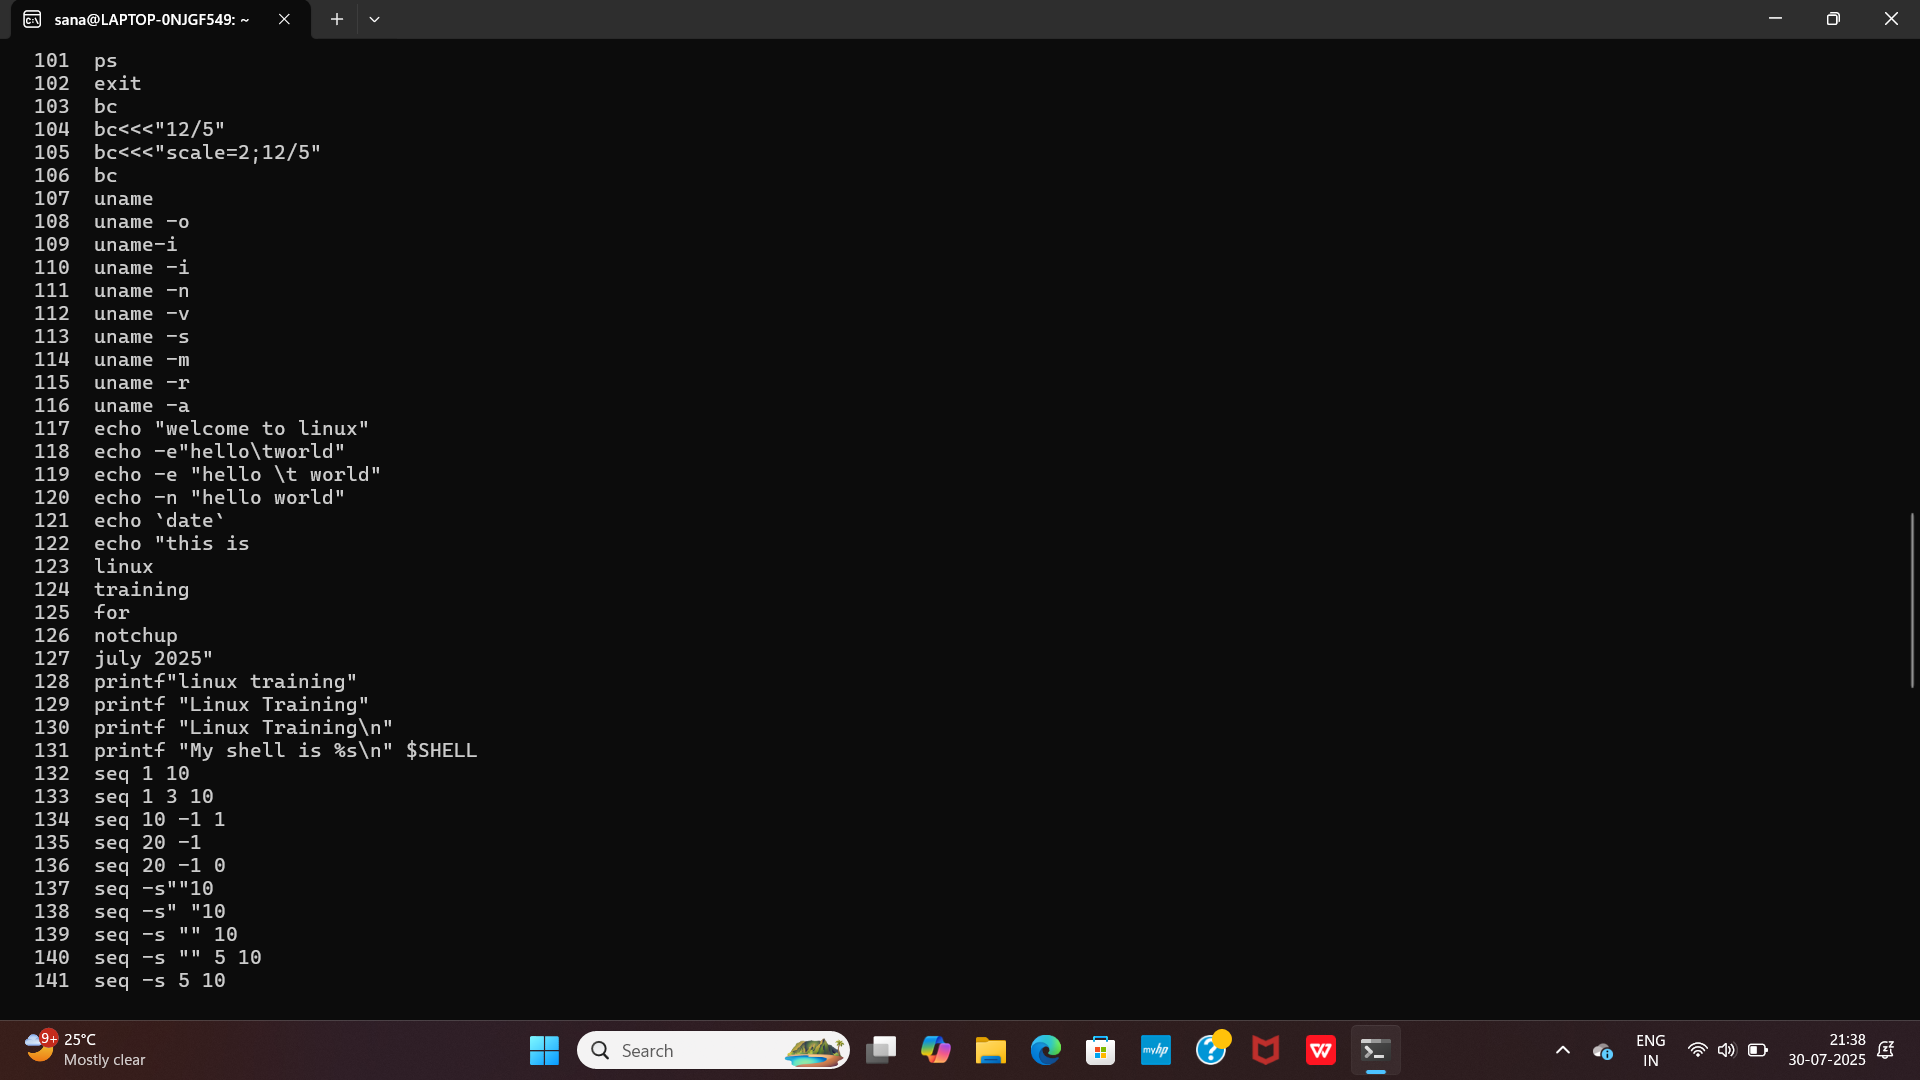 sana@LAPTOP-0NJGF549: ~
101  ps
102  exit
103  bc
104  bc<<<"12/5"
105  bc<<<"scale=2;12/5"
106  bc
107  uname
108  uname -o
109  uname-i
110  uname -i
111  uname -n
112  uname -v
113  uname -s
114  uname -m
115  uname -r
116  uname -a
117  echo "welcome to linux"
118  echo -e"hello\tworld"
119  echo -e "hello \t world"
120  echo -n "hello world"
121  echo `date`
122  echo "this is
123  linux
124  training
125  for
126  notchup
127  july 2025"
128  printf"linux training"
129  printf "Linux Training"
130  printf "Linux Training\n"
131  printf "My shell is %s\n" $SHELL
132  seq 1 10
133  seq 1 3 10
134  seq 10 -1 1
135  seq 20 -1
136  seq 20 -1 0
137  seq -s""10
138  seq -s" "10
139  seq -s "" 10
140  seq -s "" 5 10
141  seq -s 5 10
9+
25°C
Mostly clear
Search
myhp
ENG
IN
21:38
30-07-2025